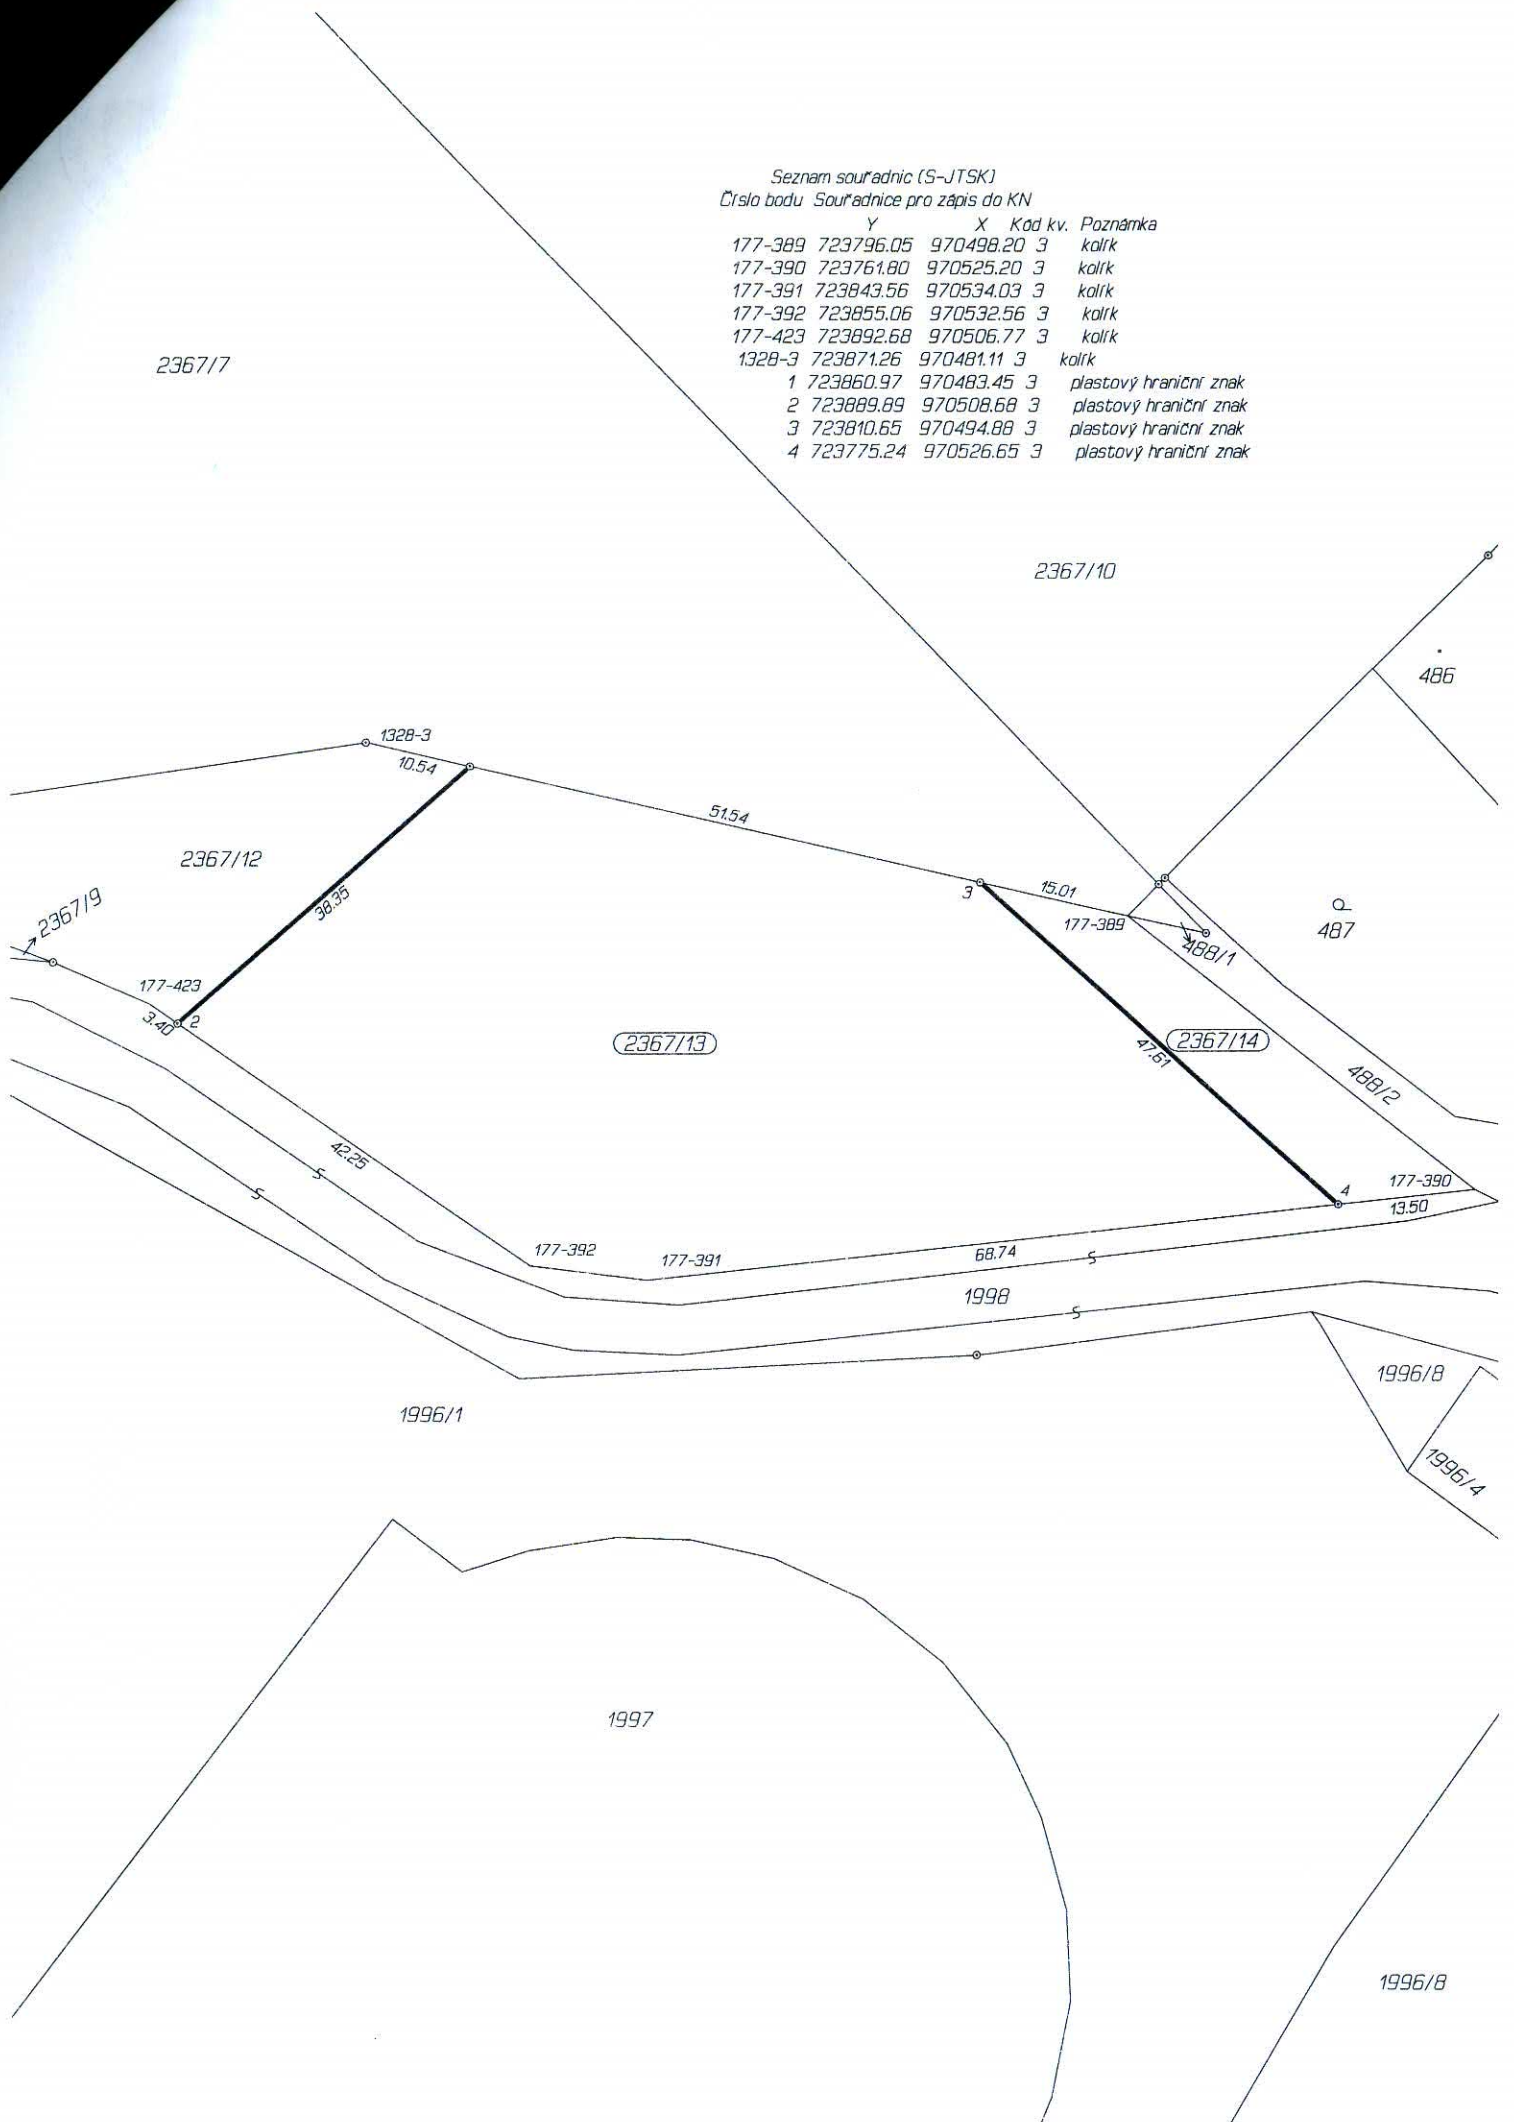 Seznam souřadnic (S-JTSK)
Číslo bodu Souřadnice pro zápis do KN
Y X Kód kv. Poznámka
177-389 723796.05 970498.20 3 kolík
177-390 723761.80 970525.20 3 kolík
177-391 723843.56 970534.03 3 kolík
177-392 723855.06 970532.56 3 kolík
177-423 723892.68 970506.77 3 kolík
1328-3 723871.26 970481.11 3 kolík
1 723860.97 970483.45 3 plastový hraniční znak
2 723889.89 970508.68 3 plastový hraniční znak
3 723810.65 970494.88 3 plastový hraniční znak
4 723775.24 970526.65 3 plastový hraniční znak
2367/7
2367/10
486
1328-3
10.54
51.54
2367/12
38.35
2367/9
3
15.01
177-389
488/1
487
177-423
3.40
2
2367/13
47.61
2367/14
488/2
42.25
4
177-390
13.50
177-392
177-391
68.74
1998
1996/8
1996/1
1996/4
1997
1996/8